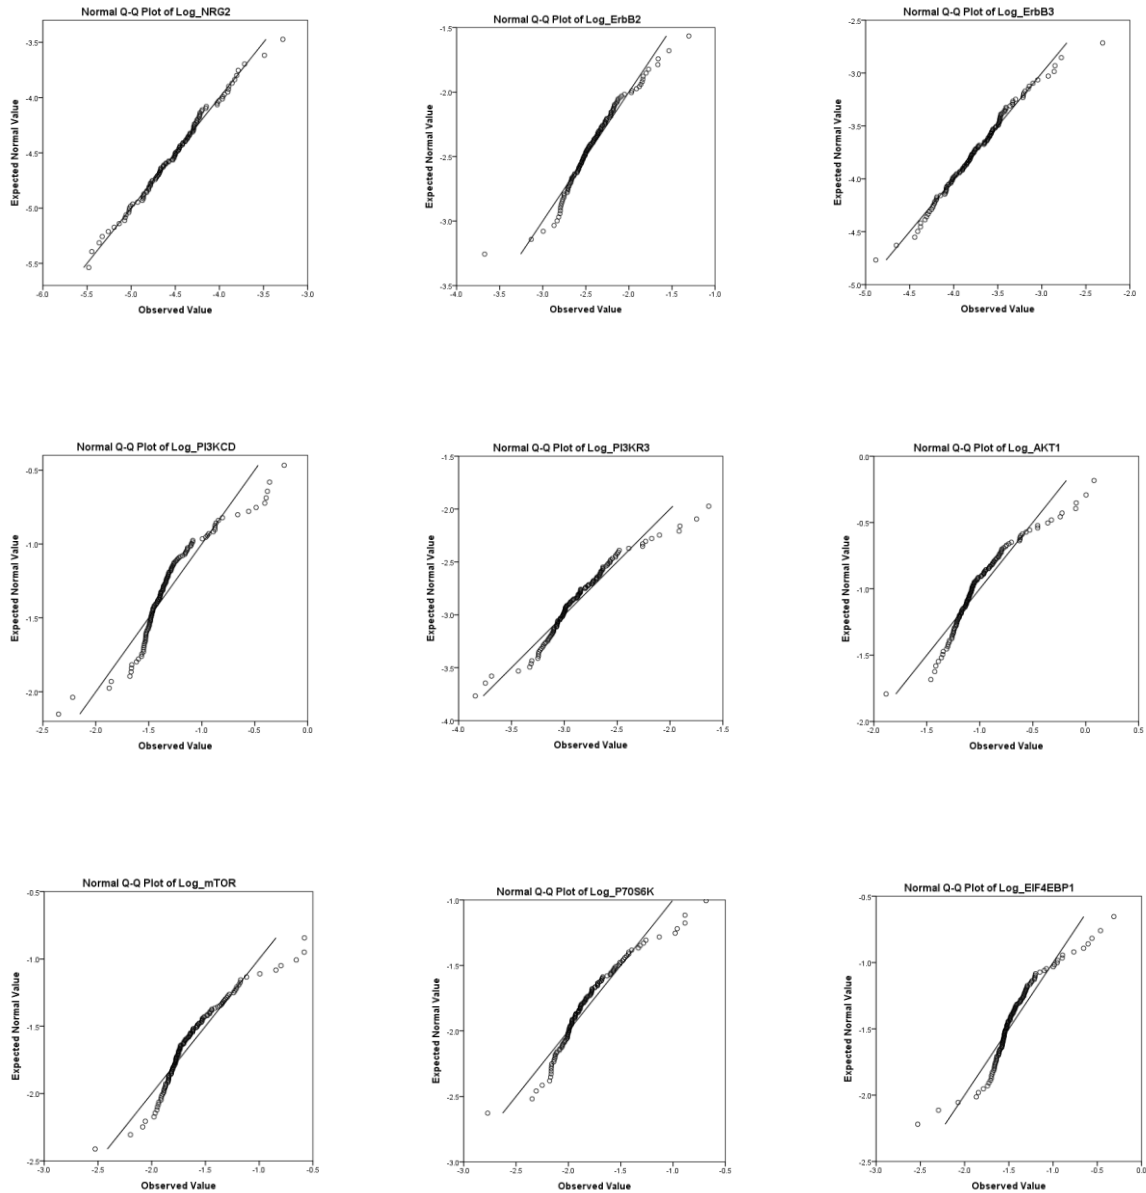 Normal Q-Q Plot of Log_NRG2
Expected Normal Value
-3.5
-4.0
-4.5
-5.0
-5.5
-6.0 -5.5 -5.0 -4.5 -4.0 -3.5 -3.0
Observed Value
Normal Q-Q Plot of Log_ErbB2
Expected Normal Value
-1.5
-2.0
-2.5
-3.0
-3.5
-4.0 -3.5 -3.0 -2.5 -2.0 -1.5 -1.0
Observed Value
Normal Q-Q Plot of Log_ErbB3
Expected Normal Value
-2.5
-3.0
-3.5
-4.0
-4.5
-5.0
-5.0 -4.5 -4.0 -3.5 -3.0 -2.5 -2.0
Observed Value
Normal Q-Q Plot of Log_PI3KCD
Expected Normal Value
-0.5
-1.0
-1.5
-2.0
-2.5 -2.0 -1.5 -1.0 -0.5 0.0
Observed Value
Normal Q-Q Plot of Log_PI3KR3
Expected Normal Value
-1.5
-2.0
-2.5
-3.0
-3.5
-4.0
-4.0 -3.5 -3.0 -2.5 -2.0 -1.5
Observed Value
Normal Q-Q Plot of Log_AKT1
Expected Normal Value
0.0
-0.5
-1.0
-1.5
-2.0
-2.0 -1.5 -1.0 -0.5 0.0 0.5
Observed Value
Normal Q-Q Plot of Log_mTOR
Expected Normal Value
-0.5
-1.0
-1.5
-2.0
-2.5
-3.0 -2.5 -2.0 -1.5 -1.0 -0.5
Observed Value
Normal Q-Q Plot of Log_P70S6K
Expected Normal Value
-1.0
-1.5
-2.0
-2.5
-3.0
-3.0 -2.5 -2.0 -1.5 -1.0 -0.5
Observed Value
Normal Q-Q Plot of Log_EIF4EBP1
Expected Normal Value
-0.5
-1.0
-1.5
-2.0
-2.5
-3.0 -2.5 -2.0 -1.5 -1.0 -0.5 0.0
Observed Value